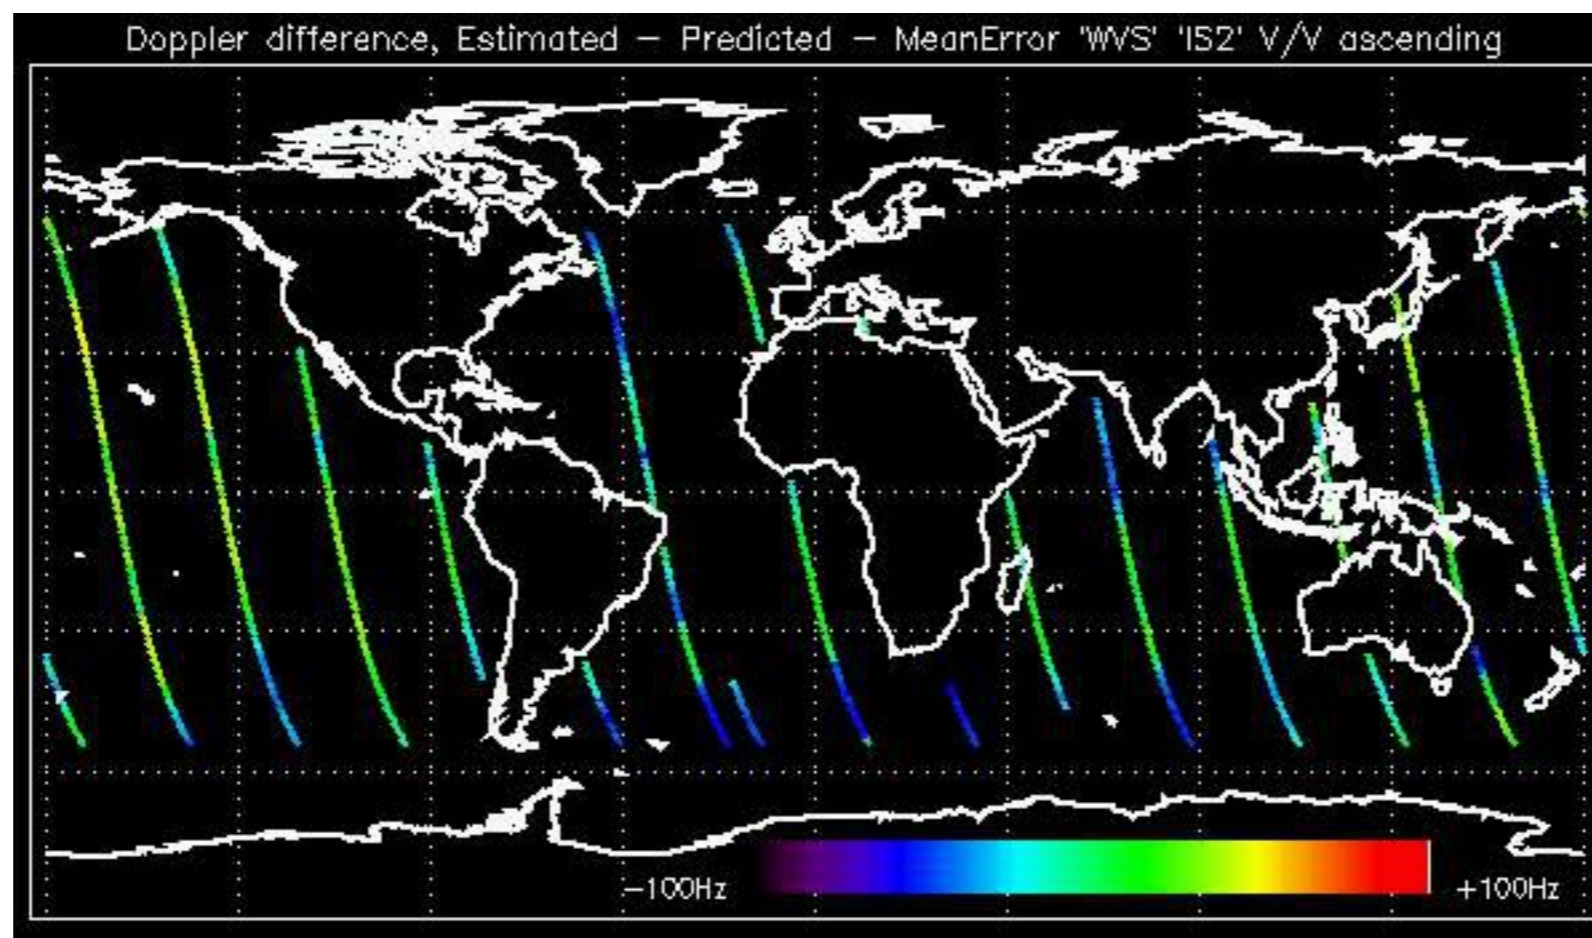 Doppler difference, Estimated – Predicted – MeanError 'WVS' 'IS2' V/V ascending
–100Hz
+100Hz